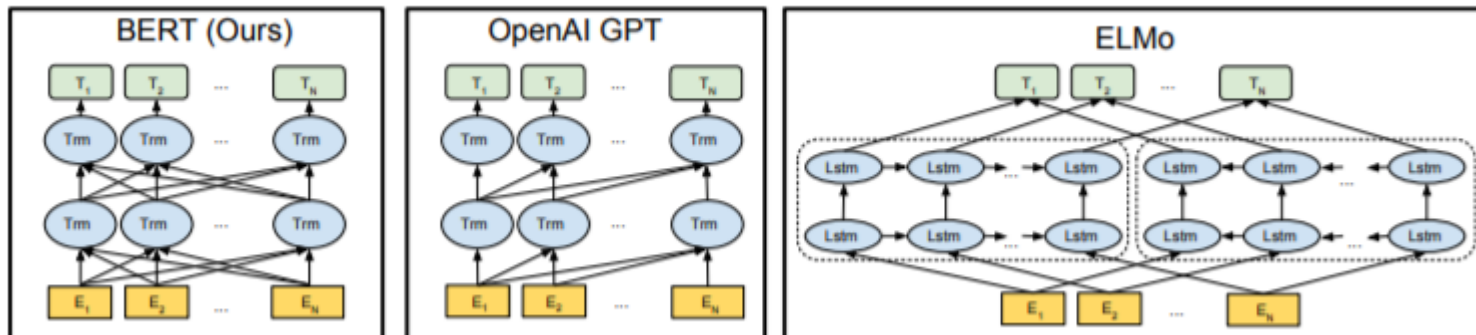 BERT (Ours)
T1 T2 ... TN
Trm Trm ... Trm
Trm Trm ... Trm
E1 E2 ... EN
OpenAI GPT
T1 T2 ... TN
Trm Trm ... Trm
Trm Trm ... Trm
E1 E2 ... EN
ELMo
T1 T2 ... TN
Lstm Lstm ... Lstm Lstm Lstm ... Lstm
Lstm Lstm ... Lstm Lstm Lstm ... Lstm
E1 E2 ... EN